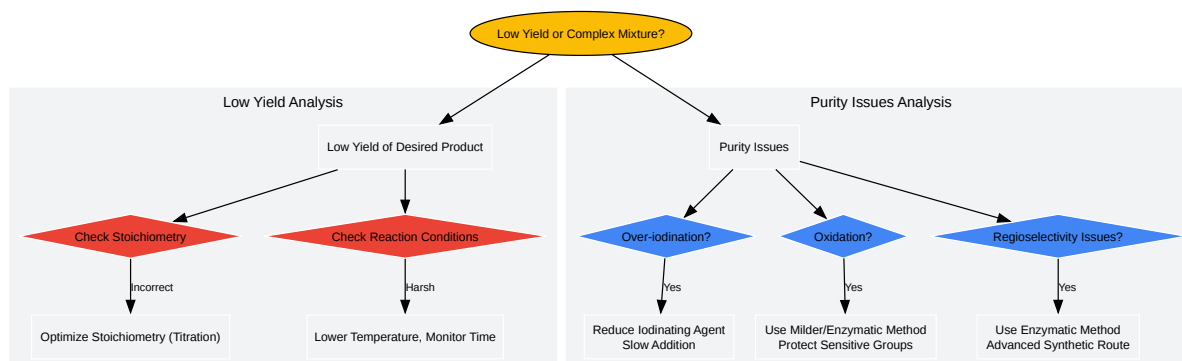 Low Yield or Complex Mixture?
Low Yield Analysis
Purity Issues Analysis
Low Yield of Desired Product
Purity Issues
Check Stoichiometry
Check Reaction Conditions
Over-iodination?
Oxidation?
Regioselectivity Issues?
Incorrect
Harsh
Yes
Yes
Yes
Optimize Stoichiometry (Titration)
Lower Temperature, Monitor Time
Reduce Iodinating Agent
Slow Addition
Use Milder/Enzymatic Method
Protect Sensitive Groups
Use Enzymatic Method
Advanced Synthetic Route